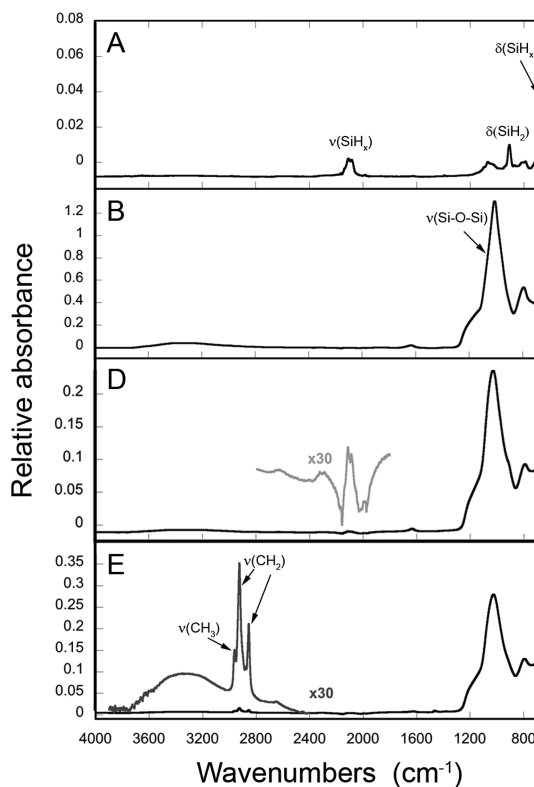 A
0.08
0.06
0.04
0.02
0
ν(SiHx)
δ(SiH2)
δ(SiHx
B
1.2
1
0.8
0.6
0.4
0.2
0
ν(Si-O-Si)
D
0.2
0.15
0.1
0.05
0
x30
E
0.35
0.3
0.25
0.2
0.15
0.1
0.05
0
ν(CH3)
ν(CH2)
x30
4000 3600 3200 2800 2400 2000 1600 1200 800
Relative absorbance
Wavenumbers (cm-1)